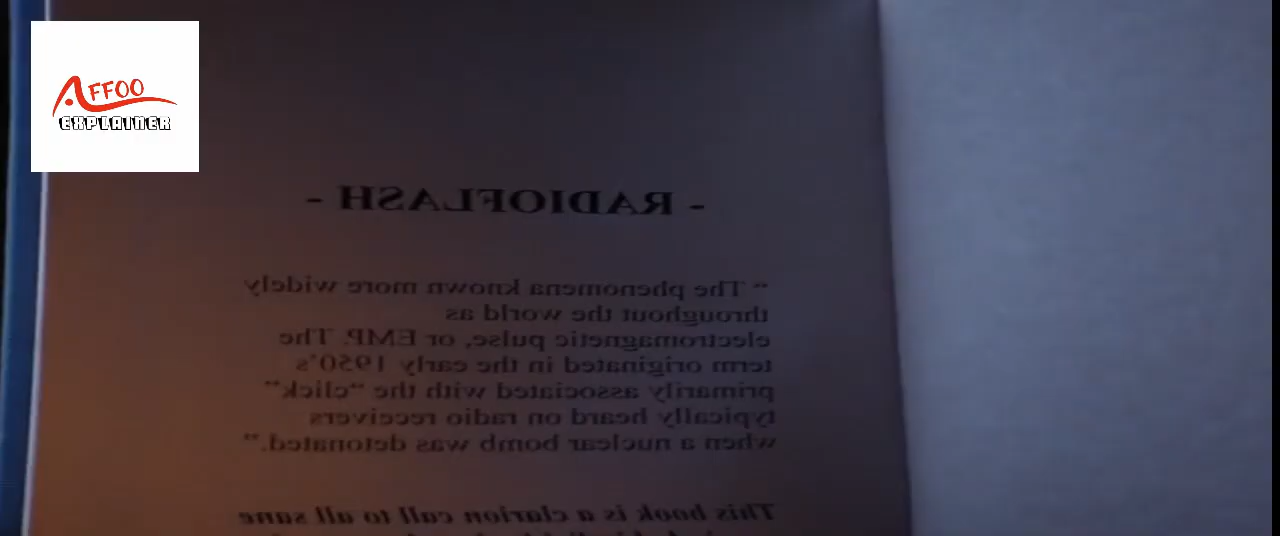 AFFOO
EXPLAINER
- RADIOFLASH -
“ The phenomena known more widely
throughout the world as
electromagnetic pulse, or EMP. The
term originated in the early 1950's
primarily associated with the “click”
typically heard on radio receivers
when a nuclear bomb was detonated.”
This book is a clarion call to all sane